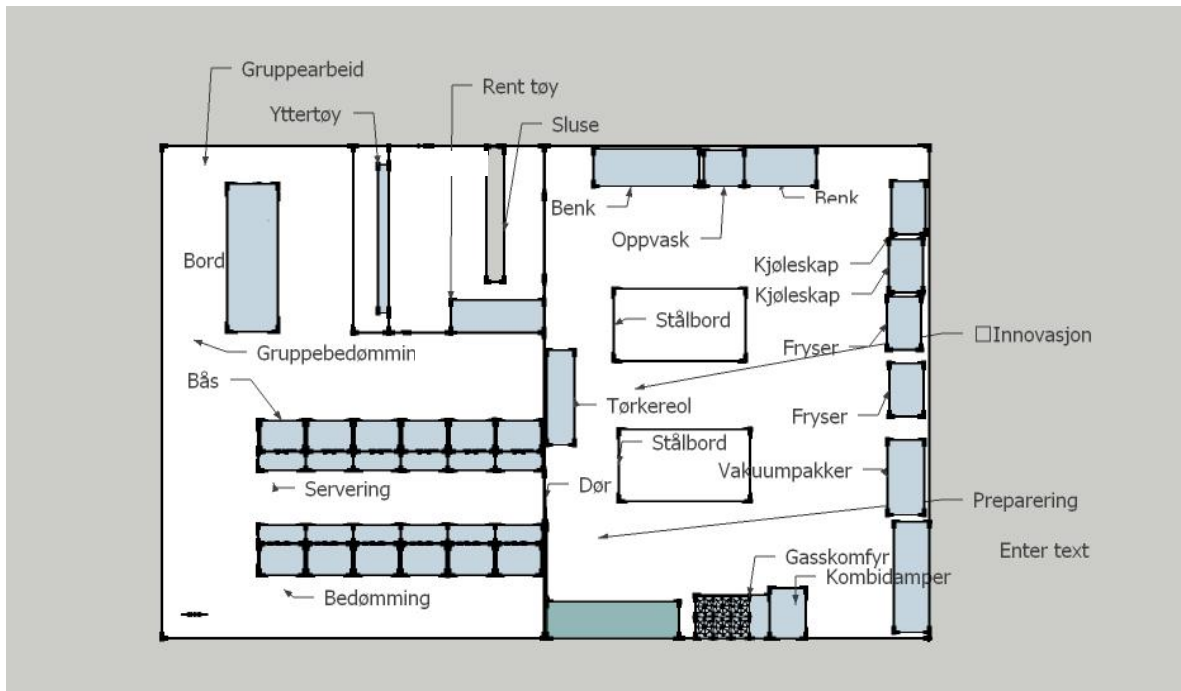 Gruppearbeid
Rent tøy
Yttertøy
Sluse
Benk
Benk
Oppvask
Bord
Kjøleskap
Kjøleskap
Stålbord
Innovasjon
Fryser
Gruppebedømmin
Bås
Tørkereol
Fryser
Stålbord
Vakuumpakker
Servering
Dør
Preparering
Enter text
Gasskomfyr
Kombidamper
Bedømming